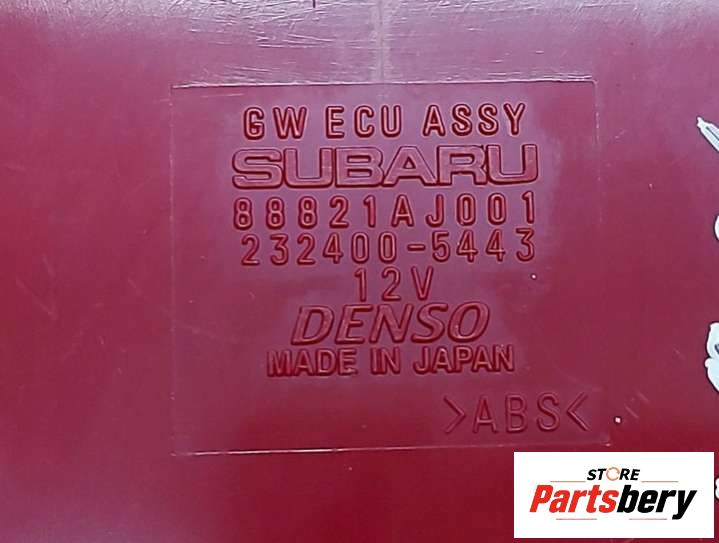 GW ECU ASSY
SUBARU
88821AJ001
232400-5443
12V
DENSO
MADE IN JAPAN
>ABS<
STORE
Partsbery